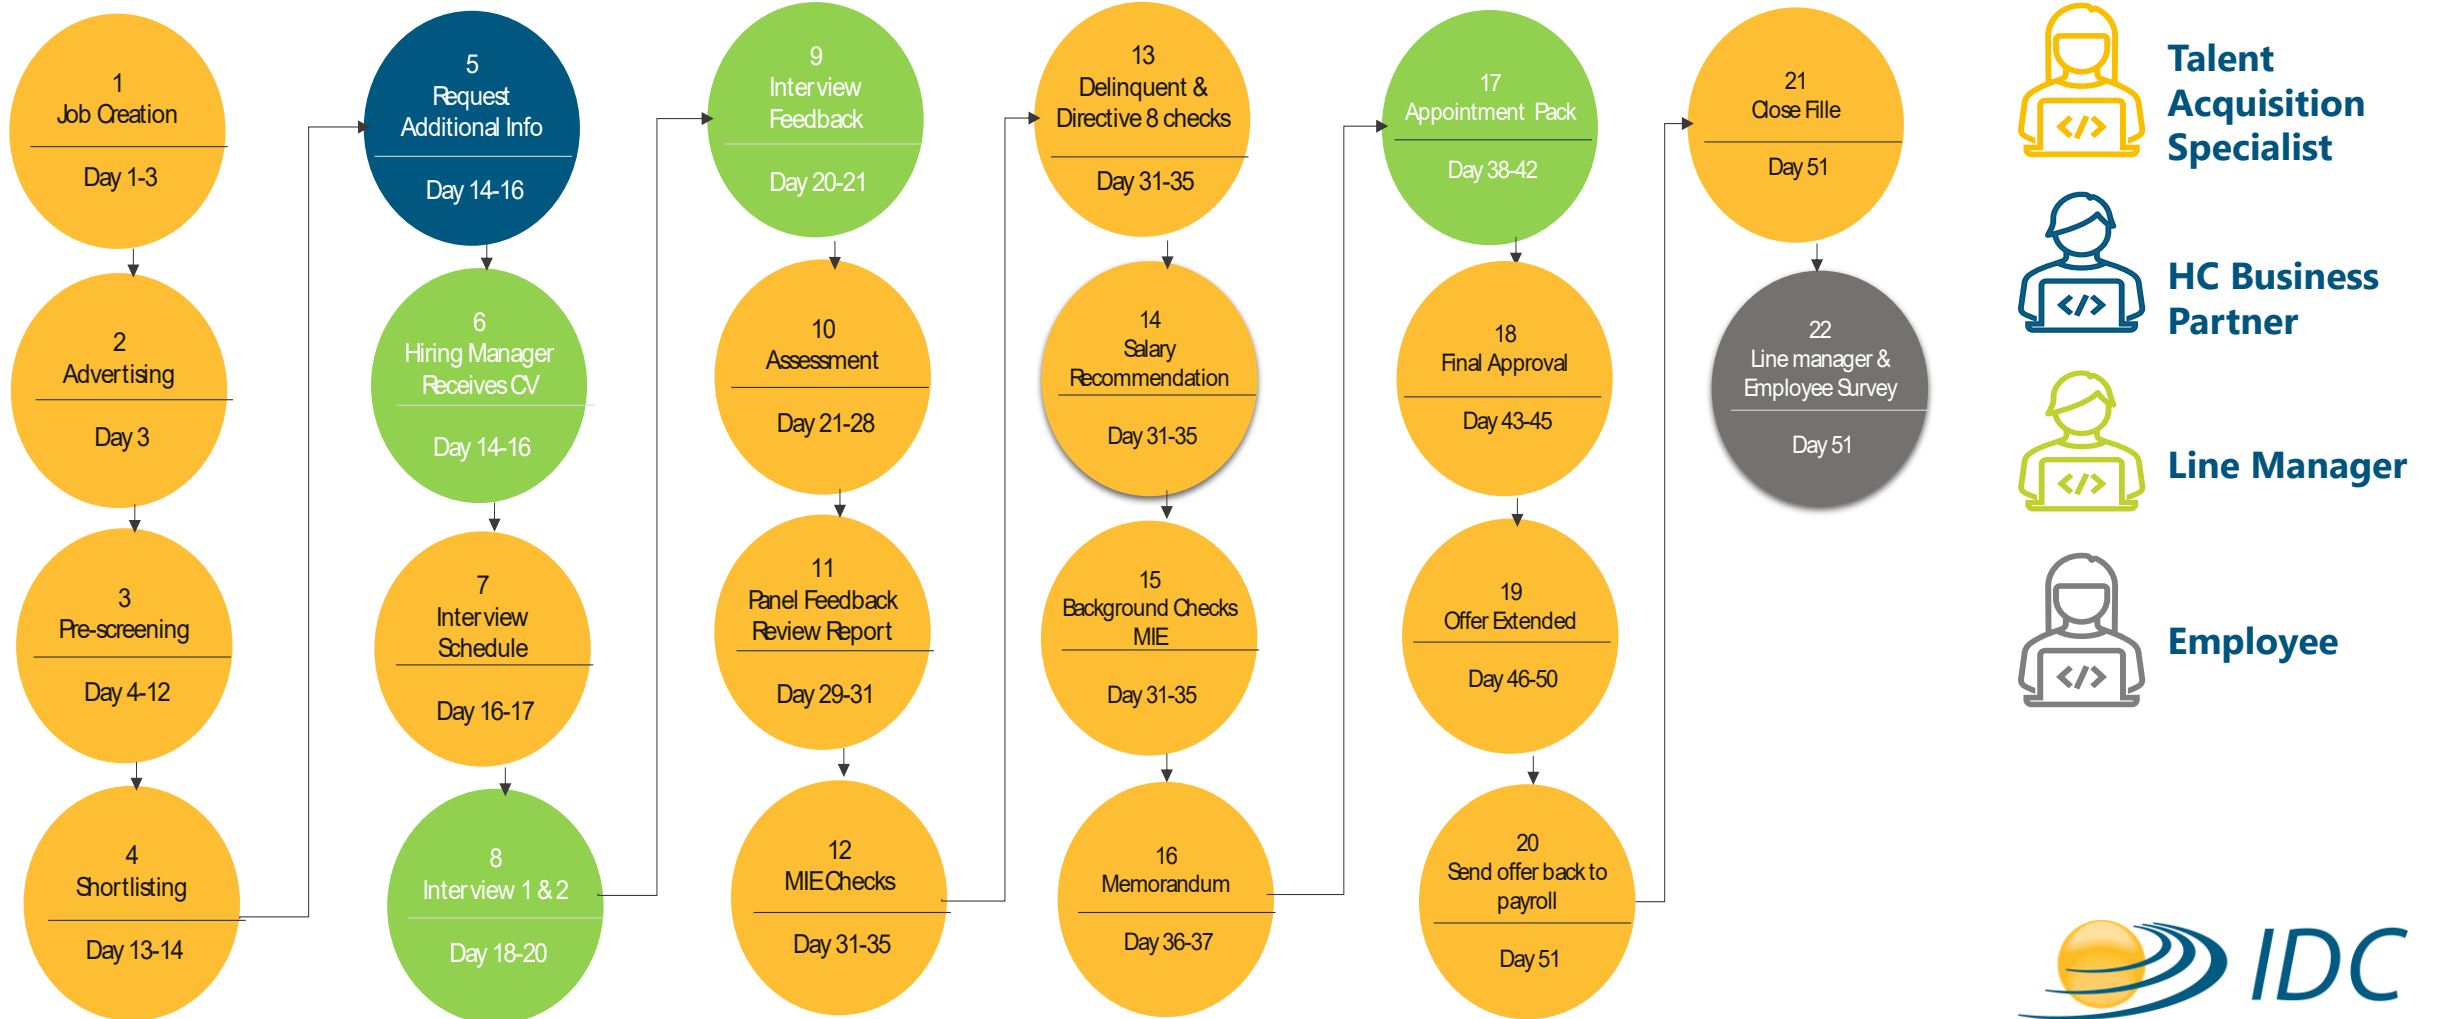 1
Job Creation
Day 1-3
2
Advertising
Day 3
3
Pre-screening
Day 4-12
4
Shortlisting
Day 13-14
5
Request
Additional Info
Day 14-16
6
Hiring Manager
Receives CV
Day 14-16
7
Interview
Schedule
Day 16-17
8
Interview 1 & 2
Day 18-20
9
Interview
Feedback
Day 20-21
10
Assessment
Day 21-28
11
Panel Feedback
Review Report
Day 29-31
12
MIE Checks
Day 31-35
13
Delinquent &
Directive 8 checks
Day 31-35
14
Salary
Recommendation
Day 31-35
15
Background Checks
MIE
Day 31-35
16
Memorandum
Day 36-37
17
Appointment Pack
Day 38-42
18
Final Approval
Day 43-45
19
Offer Extended
Day 46-50
20
Send offer back to
payroll
Day 51
21
Close Fille
Day 51
22
Line manager &
Employee Survey
Day 51
</>
Talent
Acquisition
Specialist
</>
HC Business
Partner
</>
Line Manager
</>
Employee
IDC